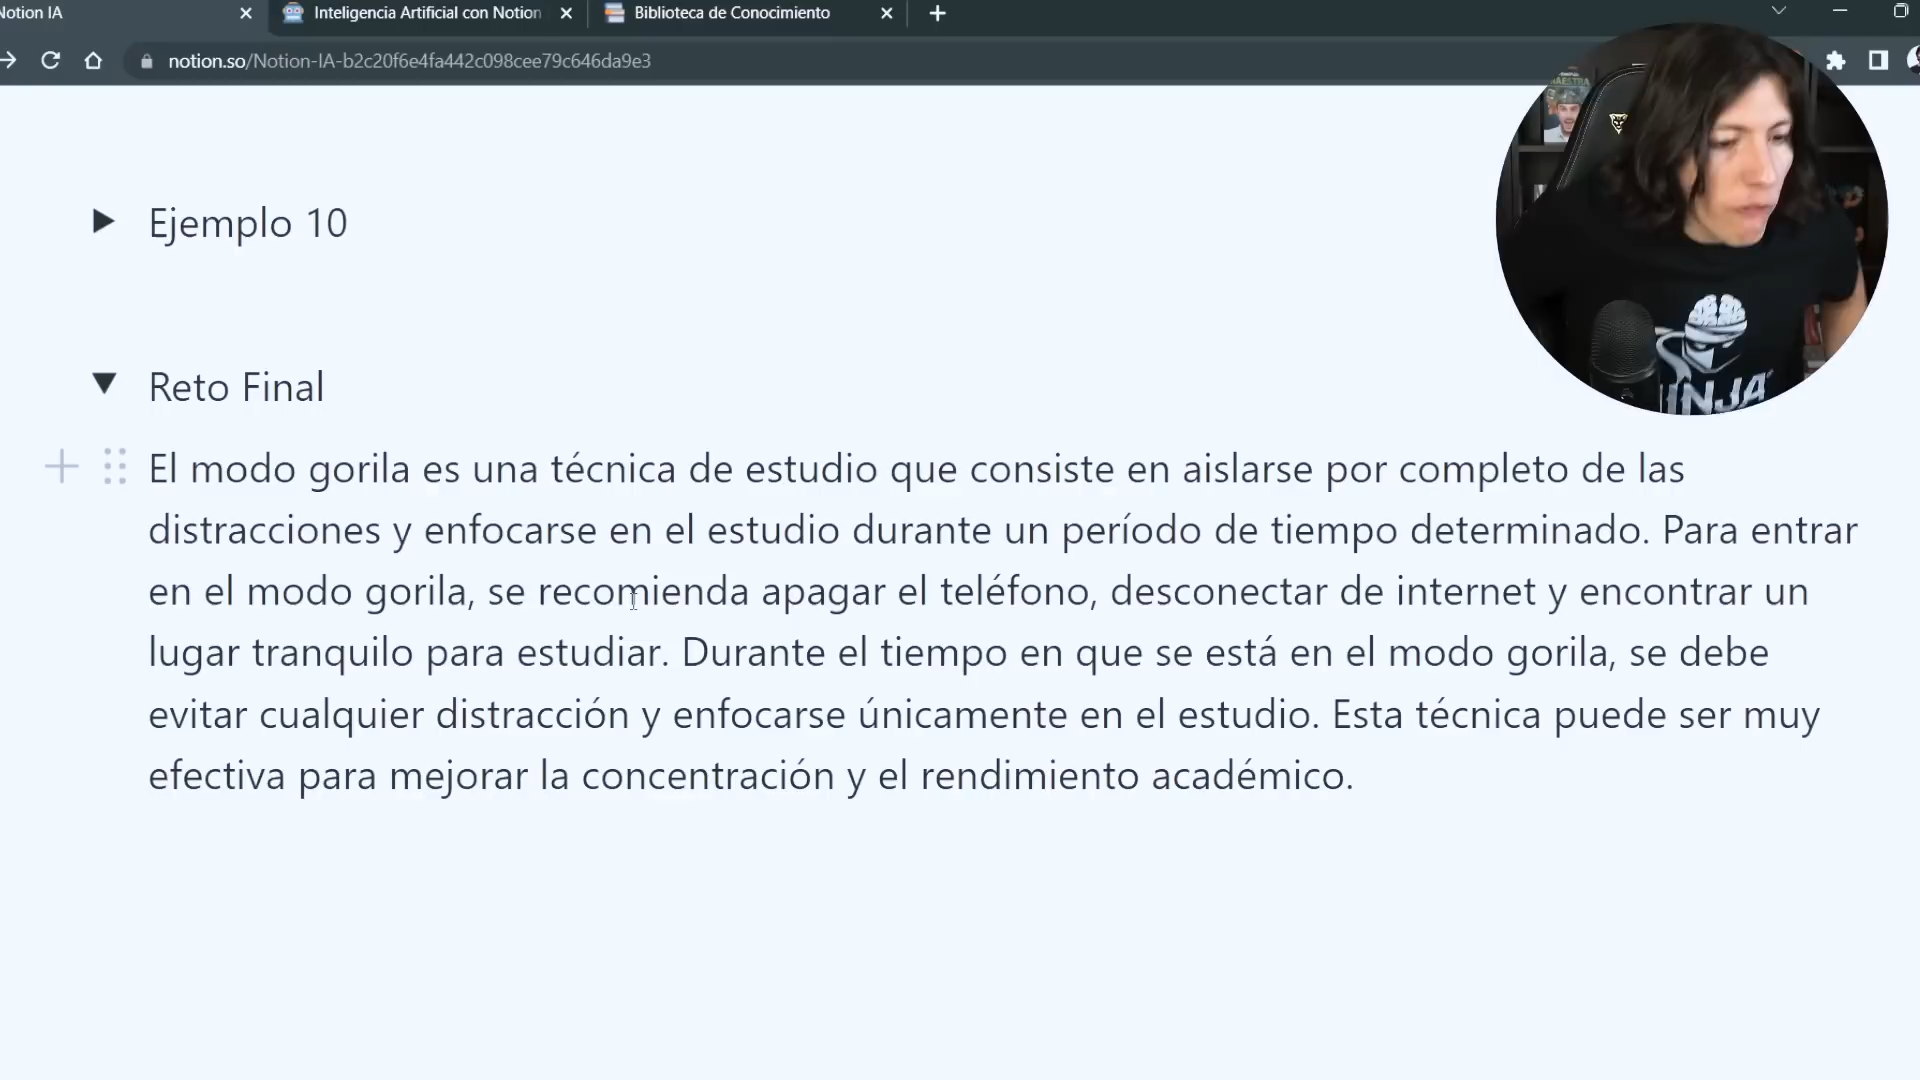 Notion IA
Inteligencia Artificial con Notion
Biblioteca de Conocimiento
notion.so/Notion-IA-b2c20f6e4fa442c098cee79c646da9e3
Ejemplo 10
Reto Final
El modo gorila es una técnica de estudio que consiste en aislarse por completo de las
distracciones y enfocarse en el estudio durante un período de tiempo determinado. Para entrar
en el modo gorila, se recomienda apagar el teléfono, desconectar de internet y encontrar un
lugar tranquilo para estudiar. Durante el tiempo en que se está en el modo gorila, se debe
evitar cualquier distracción y enfocarse únicamente en el estudio. Esta técnica puede ser muy
efectiva para mejorar la concentración y el rendimiento académico.
NINJA